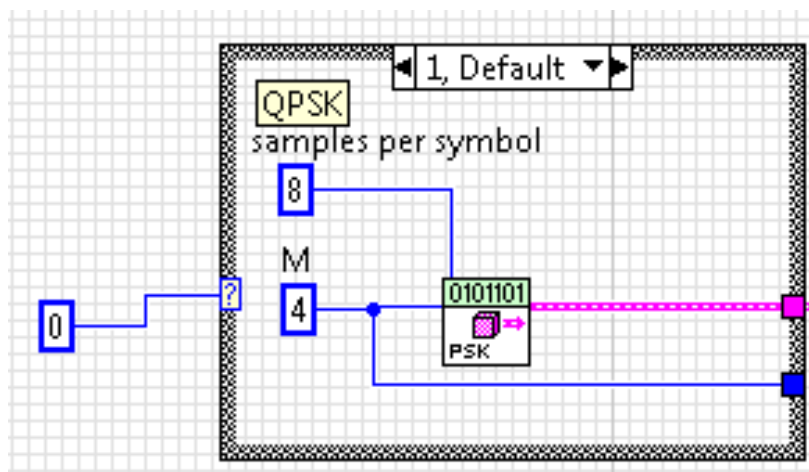 1, Default
QPSK
samples per symbol
8
M
4
0
?
0101101
PSK